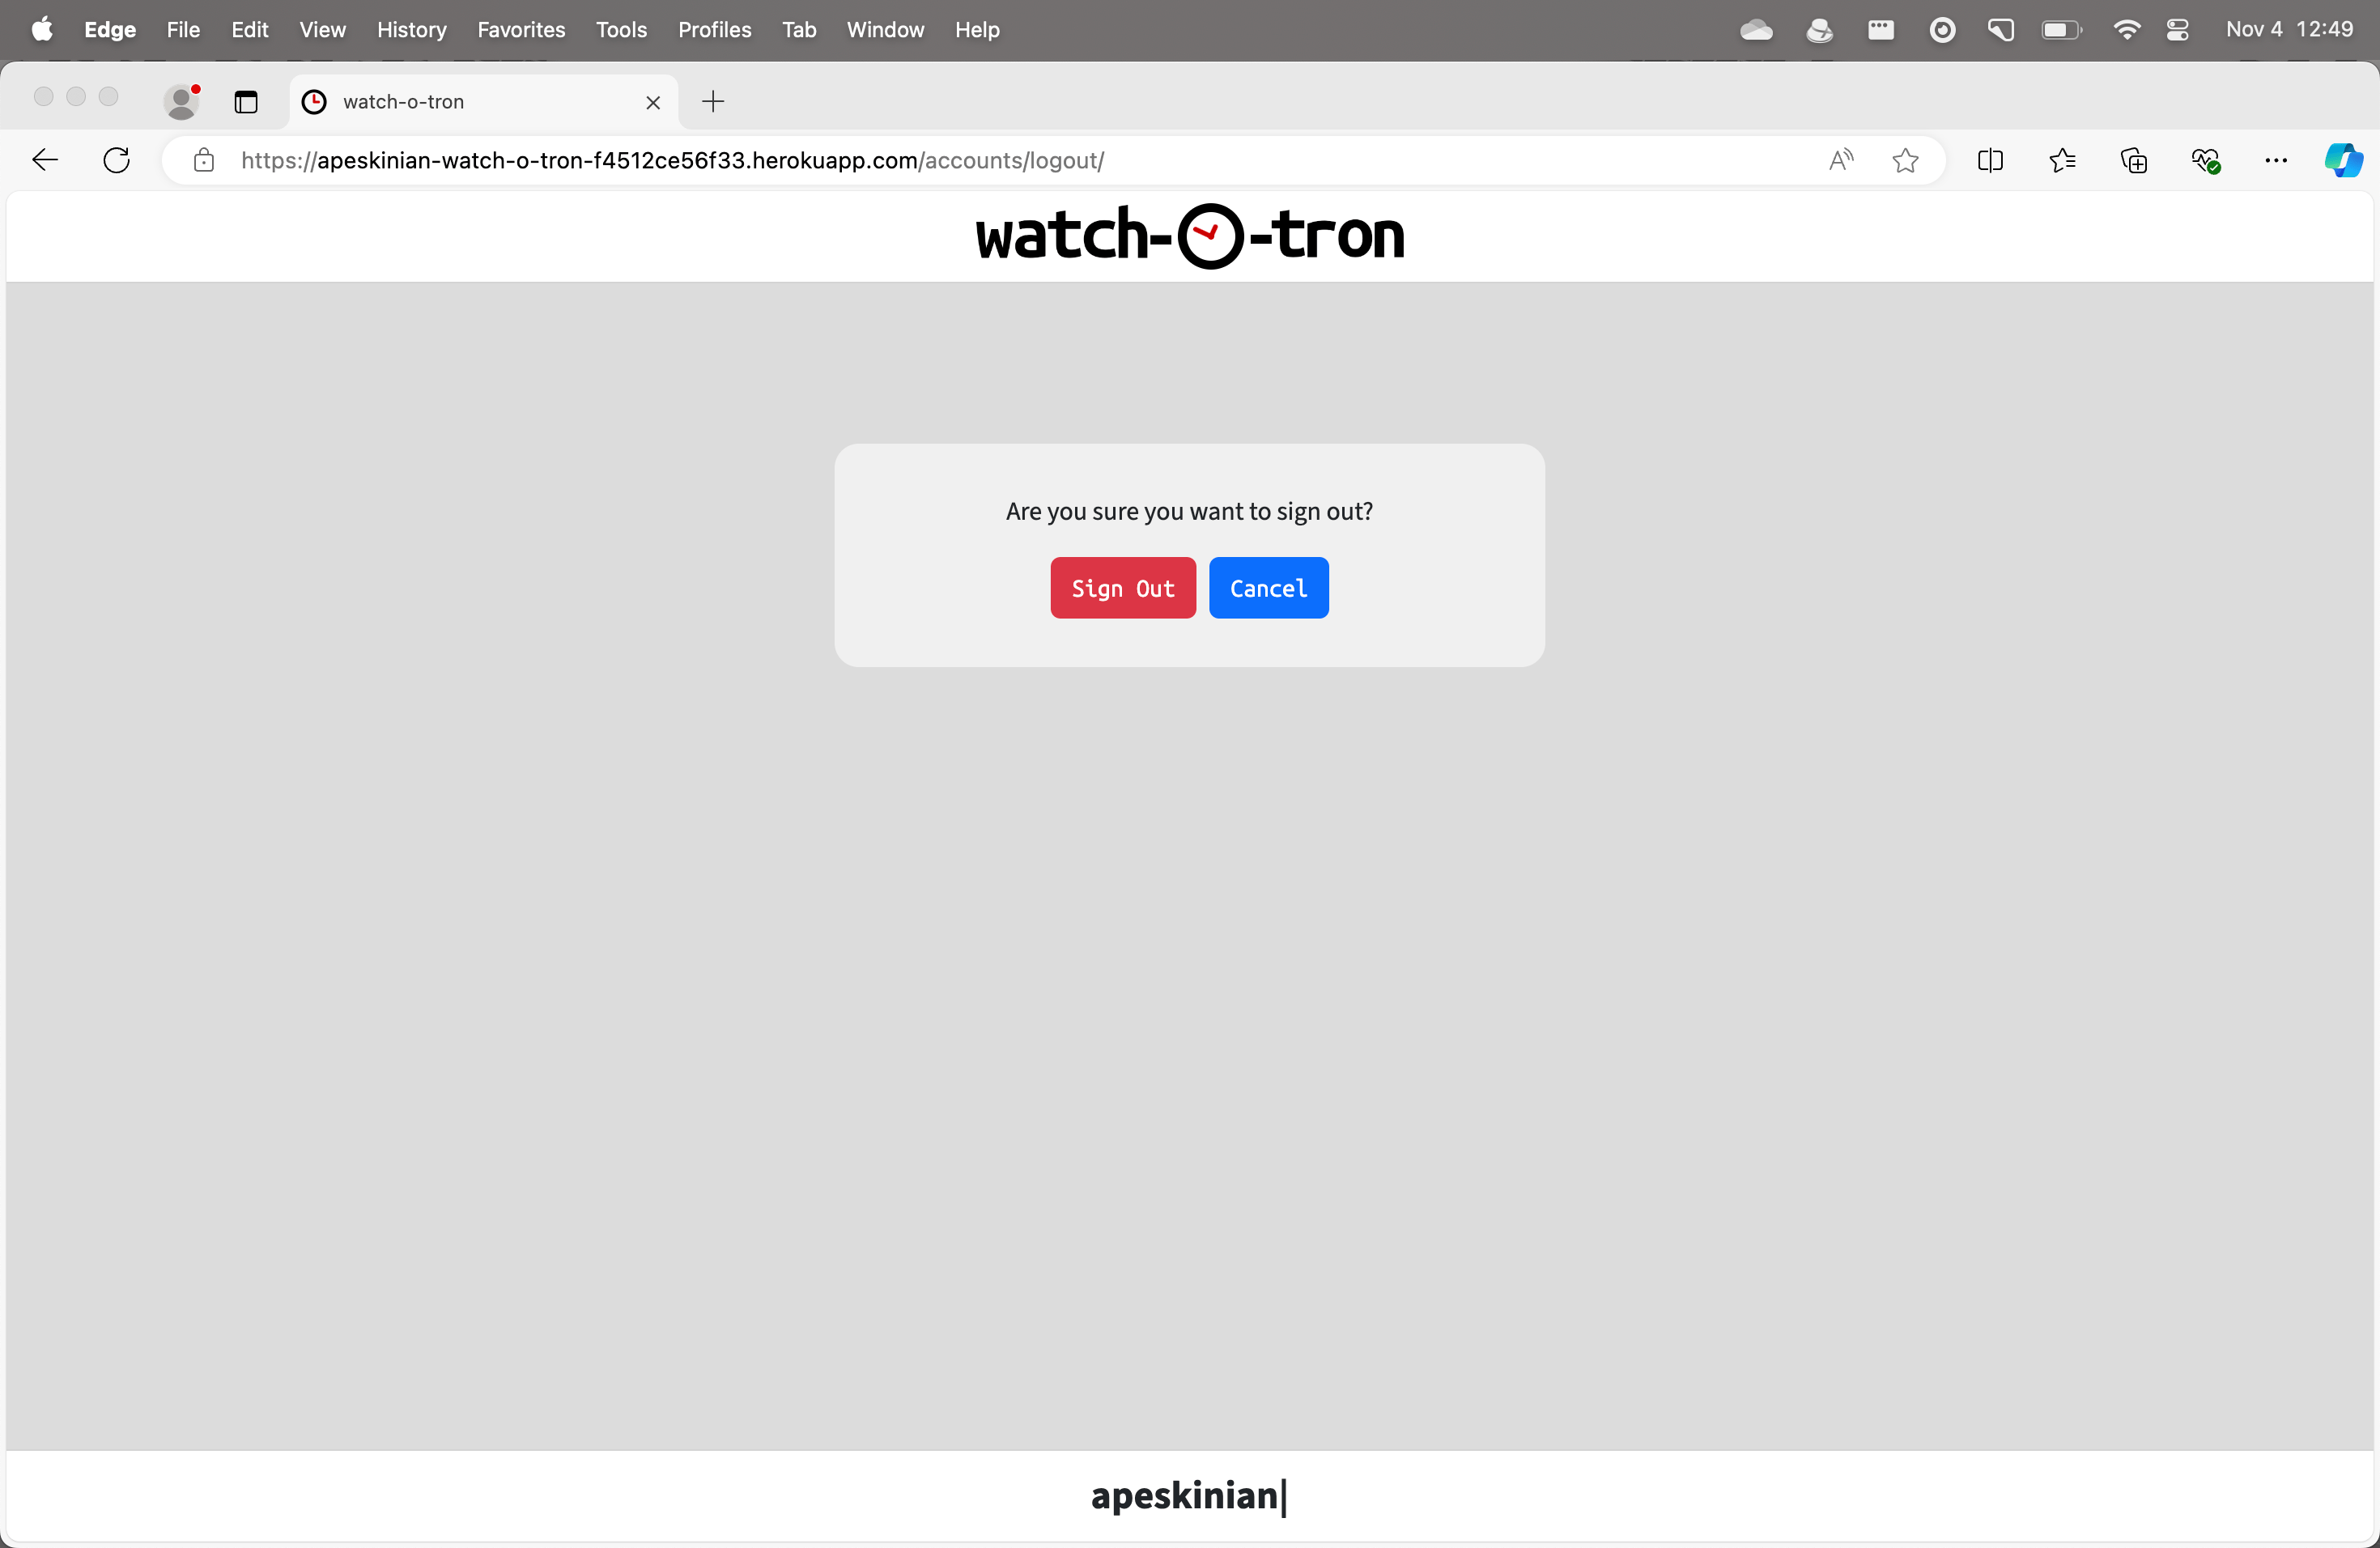 Edge File Edit View History Favorites Tools Profiles Tab Window Help Nov 4 12:49
watch-o-tron
https://apeskinian-watch-o-tron-f4512ce56f33.herokuapp.com/accounts/logout/
watch-o-tron
Are you sure you want to sign out?
Sign Out Cancel
apeskinian|